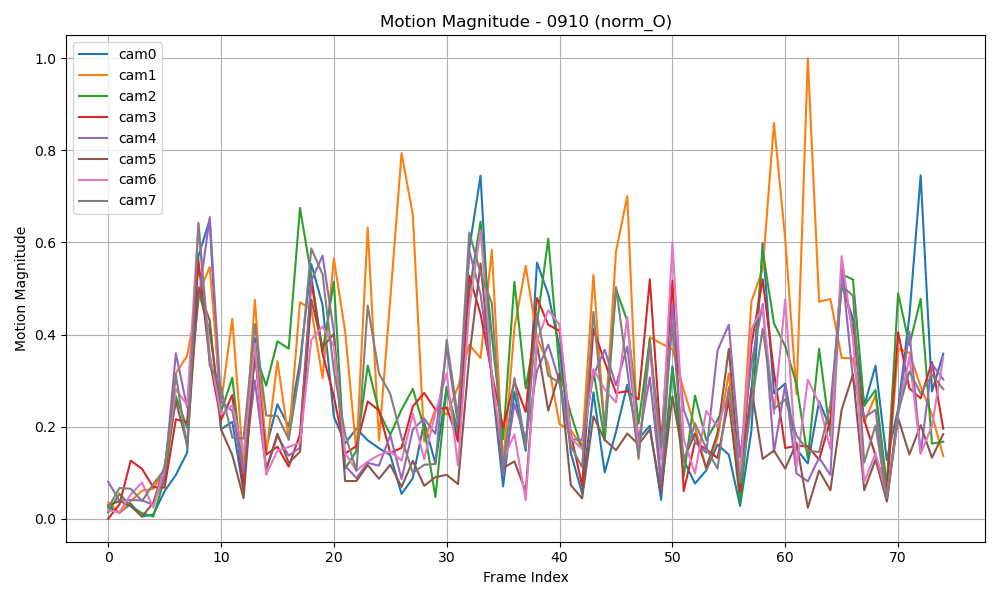 Motion Magnitude - 0910 (norm_O)
cam0
cam1
cam2
cam3
cam4
cam5
cam6
cam7
Motion Magnitude
1.0
0.8
0.6
0.4
0.2
0.0
0 10 20 30 40 50 60 70
Frame Index